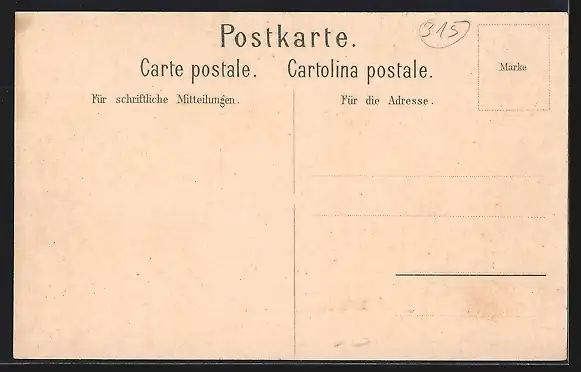 Postkarte.
315
Carte postale. Cartolina postale.
Marke
Für schriftliche Mitteilungen.
Für die Adresse.